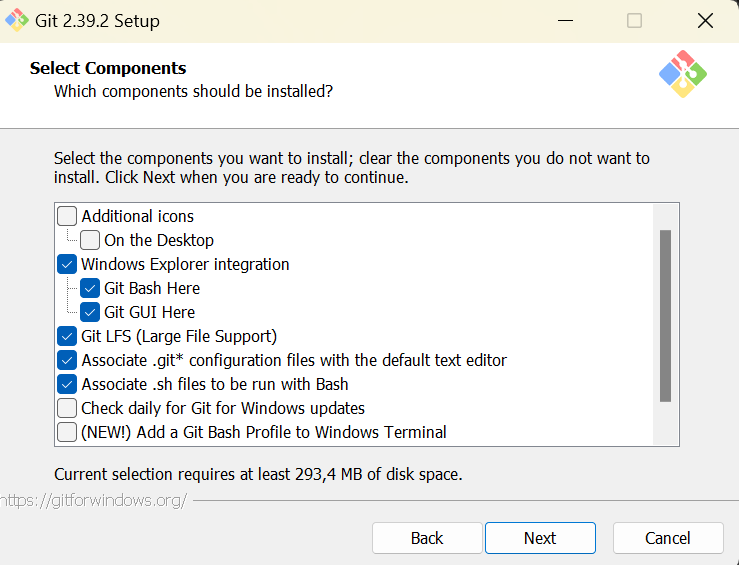 Git 2.39.2 Setup
Select Components
Which components should be installed?
Select the components you want to install; clear the components you do not want to
install. Click Next when you are ready to continue.
Additional icons
On the Desktop
Windows Explorer integration
Git Bash Here
Git GUI Here
Git LFS (Large File Support)
Associate .git* configuration files with the default text editor
Associate .sh files to be run with Bash
Check daily for Git for Windows updates
(NEW!) Add a Git Bash Profile to Windows Terminal
Current selection requires at least 293,4 MB of disk space.
https://gitforwindows.org/
Back Next Cancel